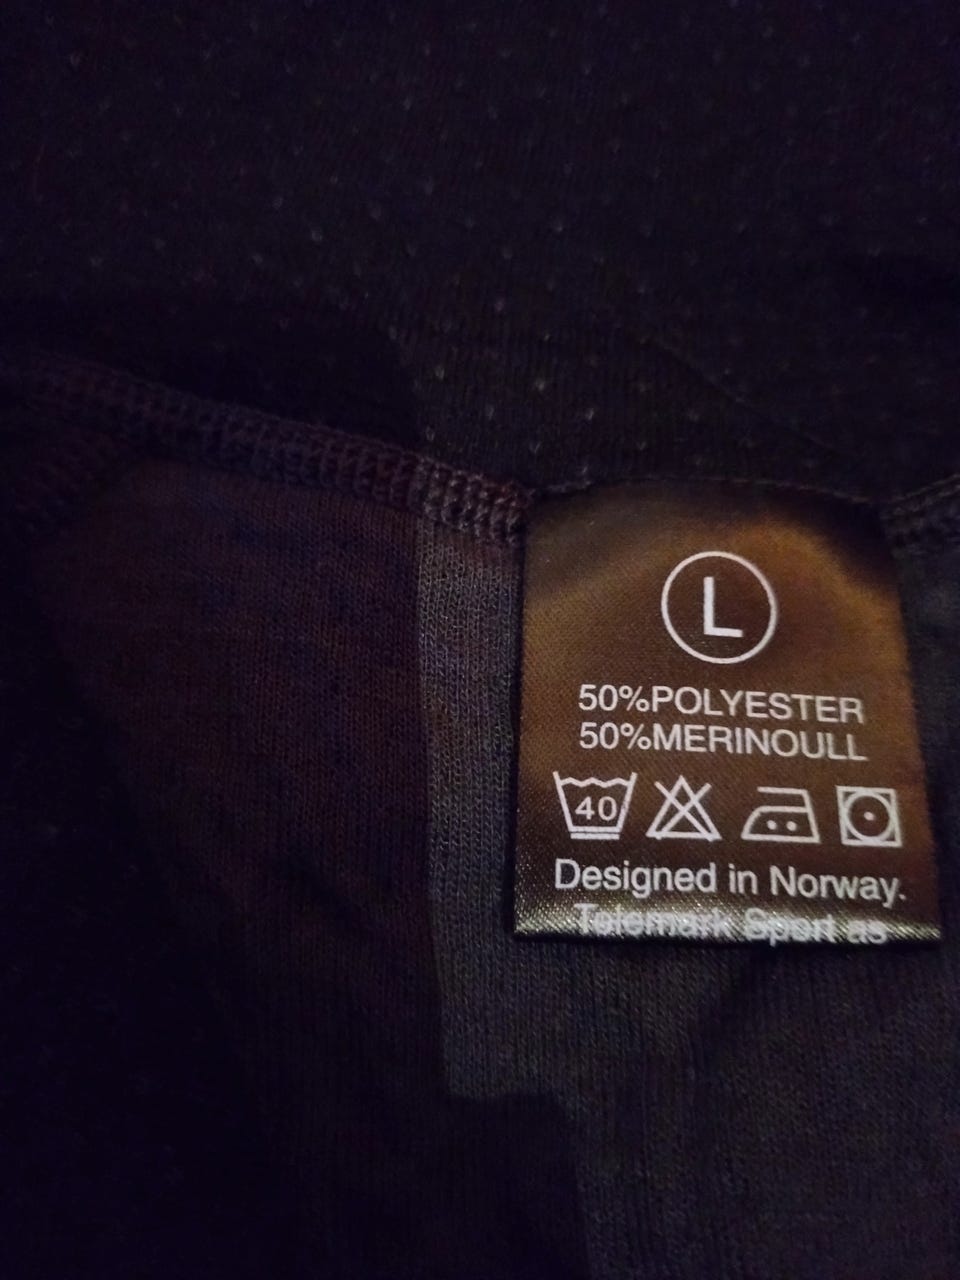 L
50%POLYESTER
50%MERINOULL
40
Designed in Norway.
Telemark Sport as